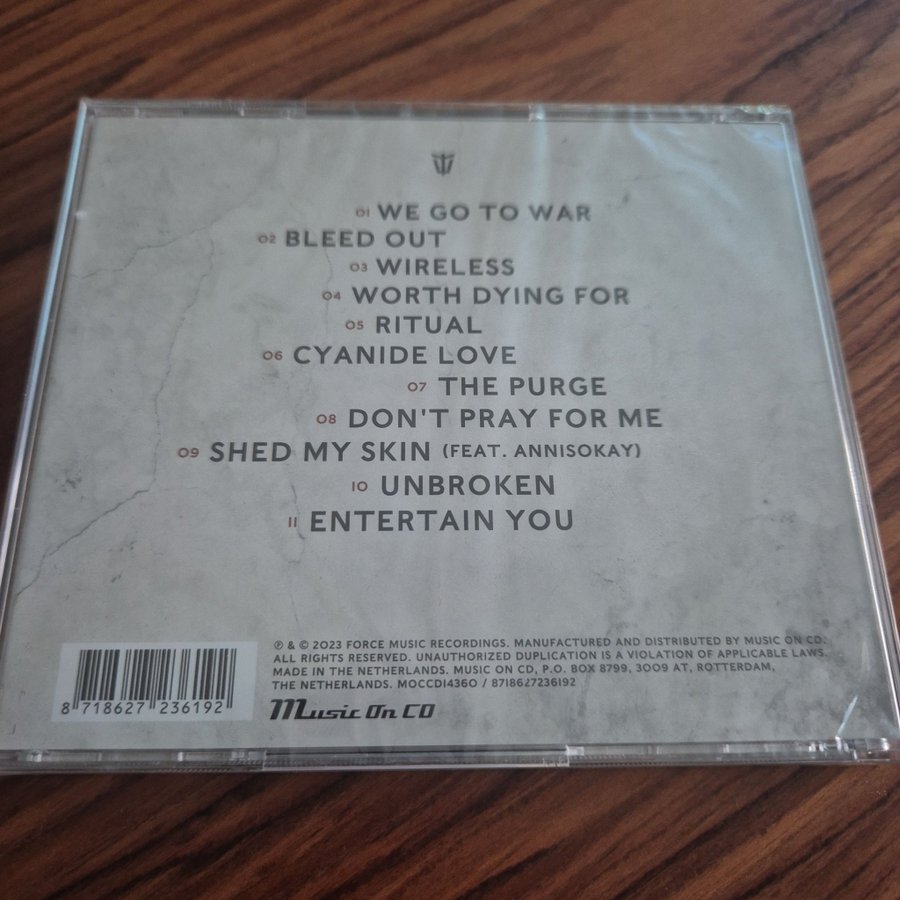 01 WE GO TO WAR
02 BLEED OUT
03 WIRELESS
04 WORTH DYING FOR
05 RITUAL
06 CYANIDE LOVE
07 THE PURGE
08 DON'T PRAY FOR ME
09 SHED MY SKIN (FEAT. ANNISOKAY)
10 UNBROKEN
11 ENTERTAIN YOU
℗ & © 2023 FORCE MUSIC RECORDINGS. MANUFACTURED AND DISTRIBUTED BY MUSIC ON CD.
ALL RIGHTS RESERVED. UNAUTHORIZED DUPLICATION IS A VIOLATION OF APPLICABLE LAWS.
MADE IN THE NETHERLANDS. MUSIC ON CD, P.O. BOX 8799, 3009 AT, ROTTERDAM,
THE NETHERLANDS. MOCCD14360 / 8718627236192
8 718627 236192
Music On CD